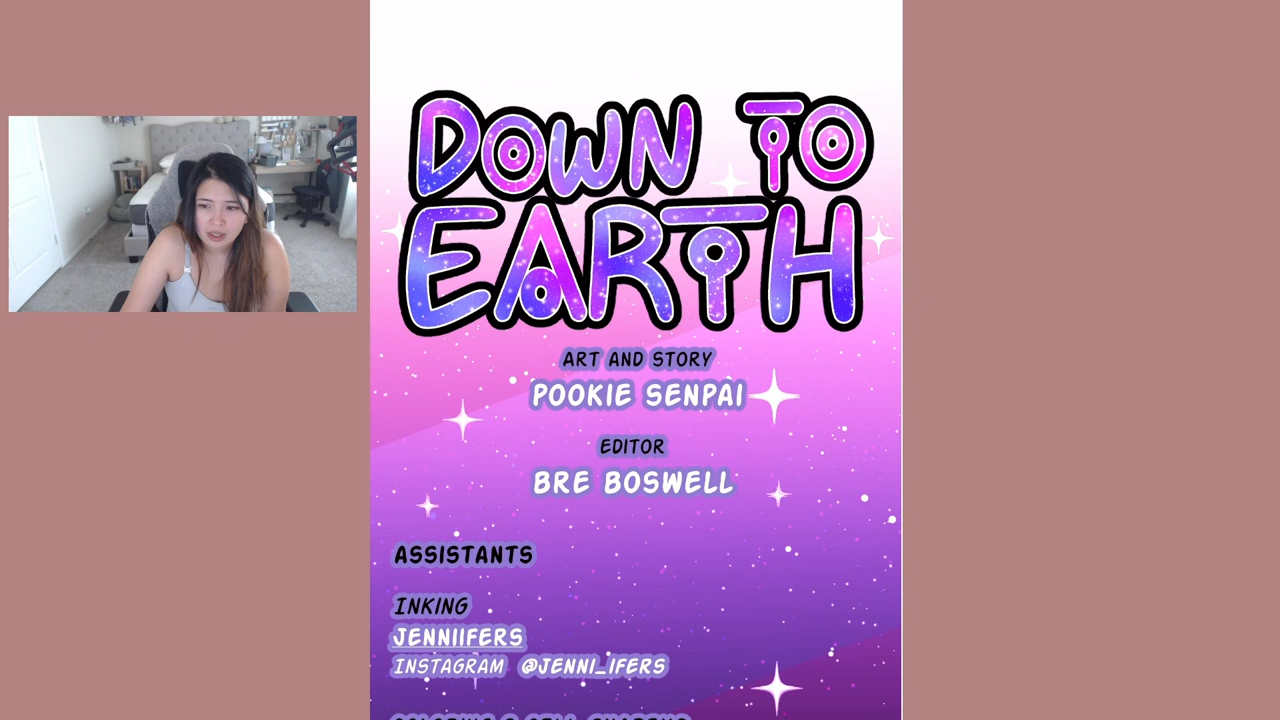 DOWN TO
EARTH
ART AND STORY
POOKIE SENPAI
EDITOR
BRE BOSWELL
ASSISTANTS
INKING
JENNIIFERS
INSTAGRAM @JENNI_IFERS